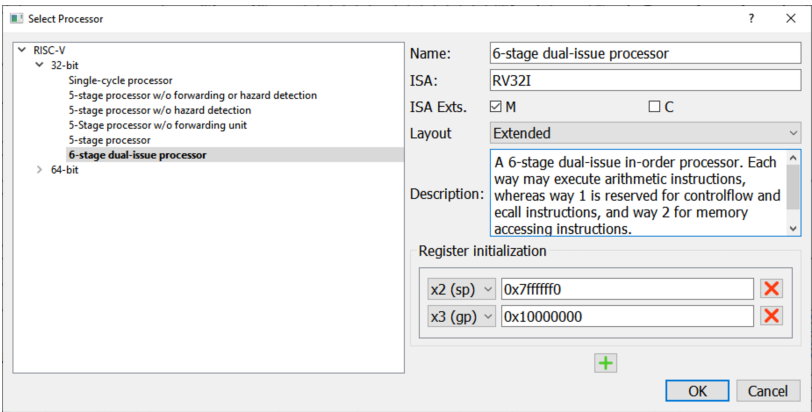 Select Processor
?
RISC-V
32-bit
Single-cycle processor
5-stage processor w/o forwarding or hazard detection
5-stage processor w/o hazard detection
5-Stage processor w/o forwarding unit
5-stage processor
6-stage dual-issue processor
64-bit
Name: 6-stage dual-issue processor
ISA: RV32I
ISA Exts. M C
Layout Extended
Description:
A 6-stage dual-issue in-order processor. Each
way may execute arithmetic instructions,
whereas way 1 is reserved for controlflow and
ecall instructions, and way 2 for memory
accessing instructions.
Register initialization
x2 (sp) 0x7ffffff0
x3 (gp) 0x10000000
OK Cancel